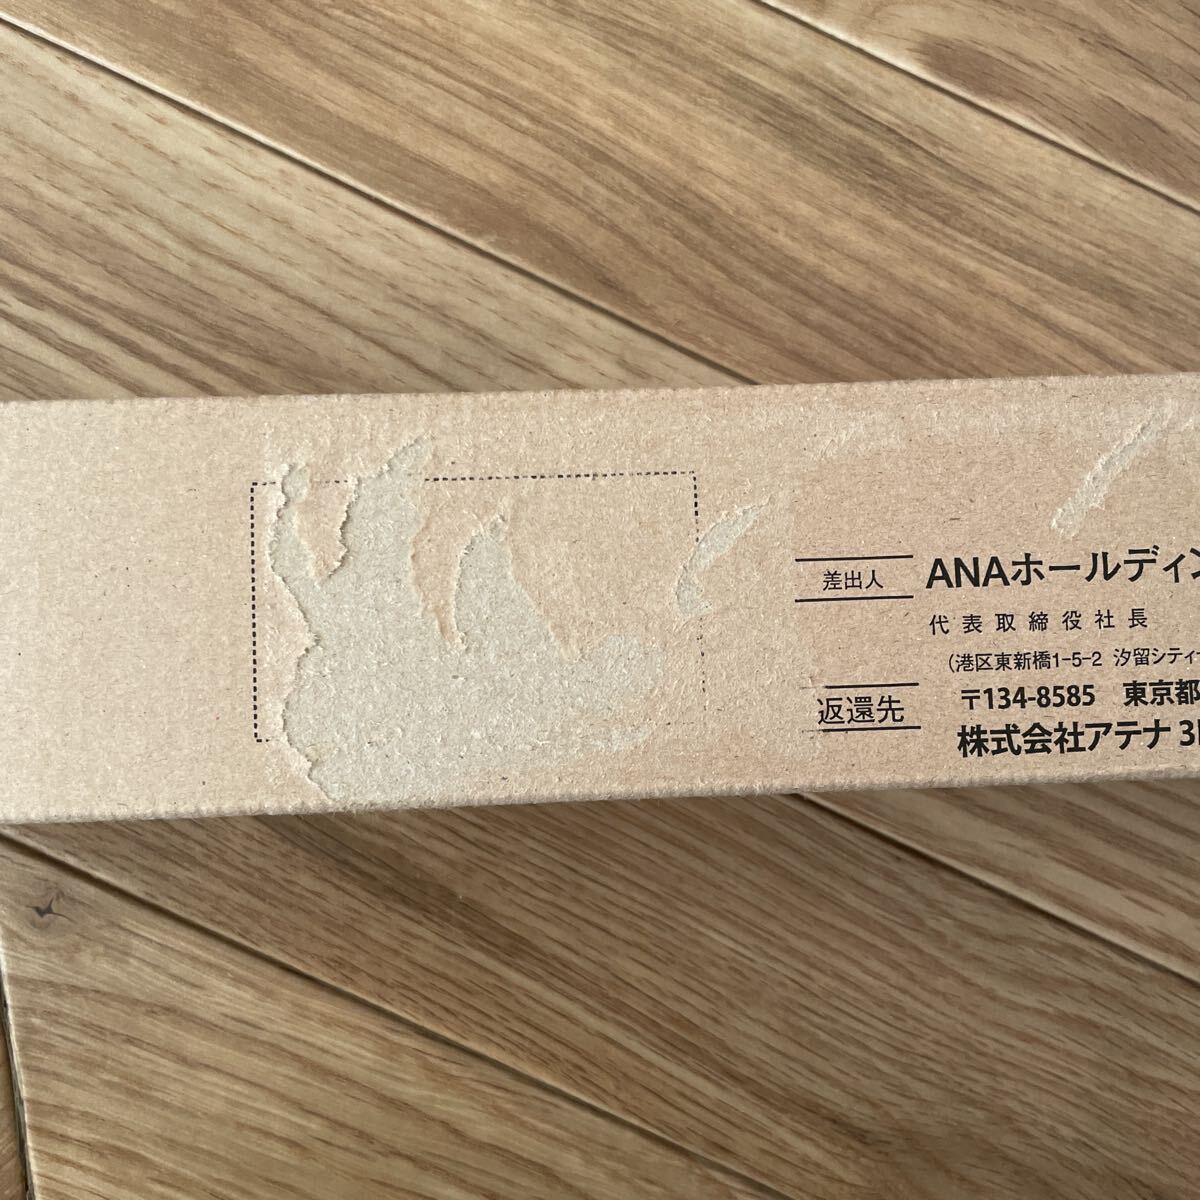 差出人
ANAホールディン
代表取締役社長
(港区東新橋1-5-2 汐留シティ
返還先
〒134-8585 東京都
株式会社アテナ 3